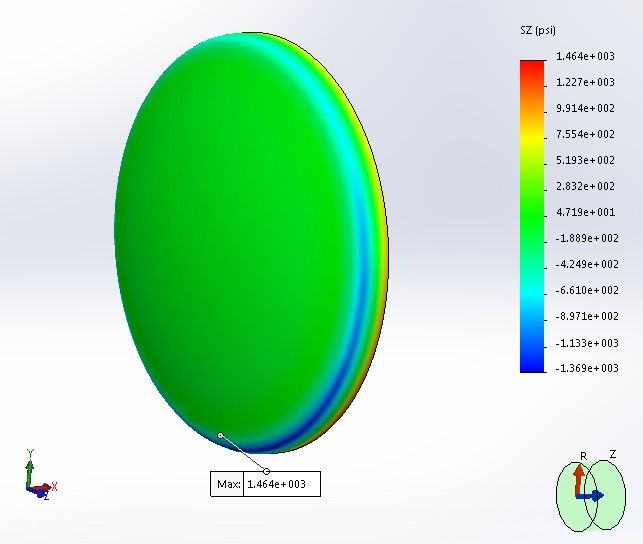 SZ (psi)
1.464e+003
1.227e+003
9.914e+002
7.554e+002
5.193e+002
2.832e+002
4.719e+001
-1.889e+002
-4.249e+002
-6.610e+002
-8.971e+002
-1.133e+003
-1.369e+003
Y
X
Z
Max: 1.464e+003
R
Z